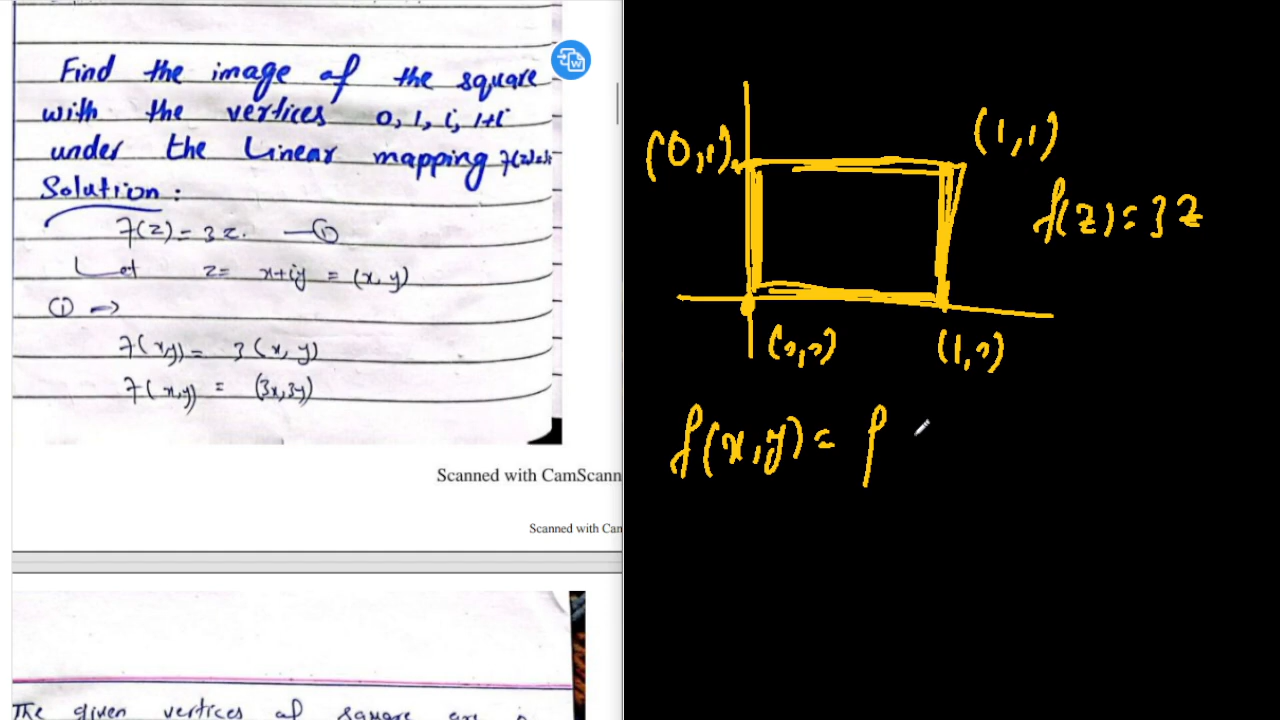 Find the image of the square
with the vertices 0, 1, i, 1+i
under the Linear mapping
Solution :
f(z) = 3z. —①
Let z = x+iy = (x, y)
① →
f(x,y) = 3(x, y)
f(x,y) = (3x,3y)
Scanned with CamScann
Scanned with Can
The given vertices of square are
(0,1)
(1,1)
f(z) = 3z
(0,0)
(1,0)
f(x,y) = f